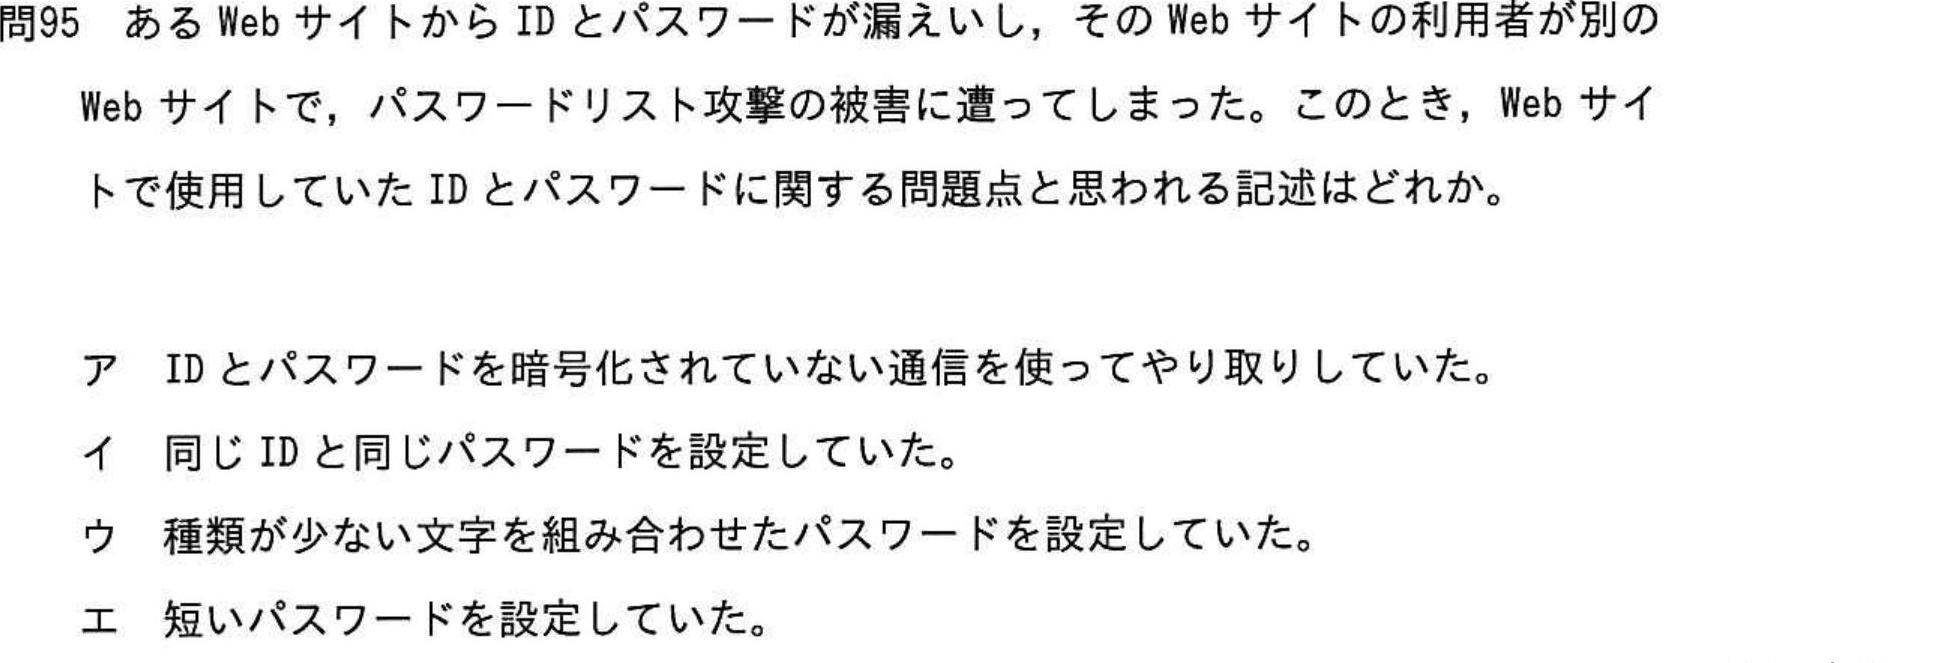 問95　ある Web サイトから ID とパスワードが漏えいし，その Web サイトの利用者が別の
Web サイトで，パスワードリスト攻撃の被害に遭ってしまった。このとき，Web サイ
トで使用していた ID とパスワードに関する問題点と思われる記述はどれか。
ア　ID とパスワードを暗号化されていない通信を使ってやり取りしていた。
イ　同じ ID と同じパスワードを設定していた。
ウ　種類が少ない文字を組み合わせたパスワードを設定していた。
エ　短いパスワードを設定していた。